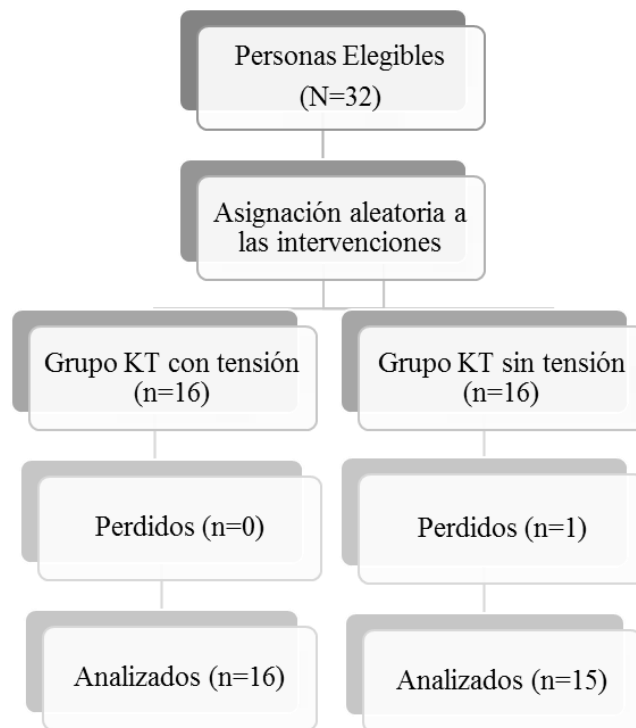 Personas Elegibles
(N=32)
Asignación aleatoria a
las intervenciones
Grupo KT con tensión
(n=16)
Grupo KT sin tensión
(n=16)
Perdidos (n=0)
Perdidos (n=1)
Analizados (n=16)
Analizados (n=15)